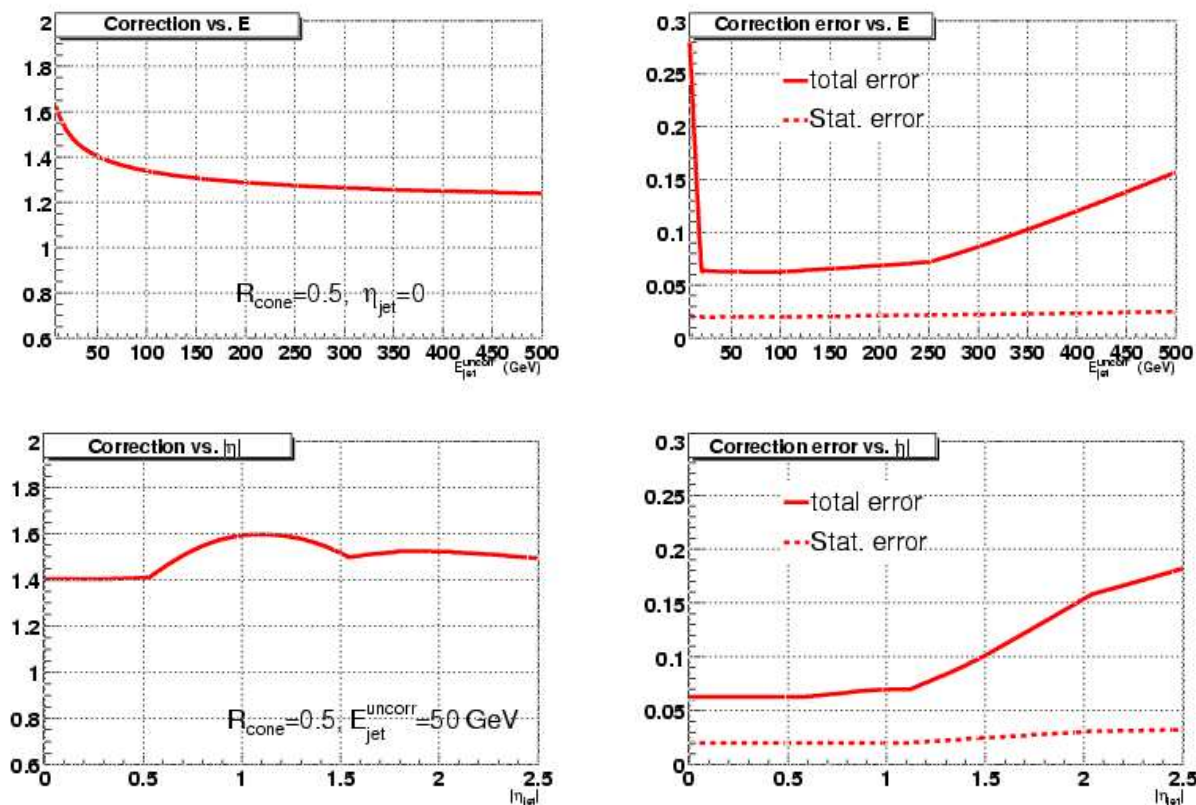 Correction vs. E
2
1.8
1.6
1.4
1.2
1
0.8
0.6
R_cone=0.5, η_jet=0
50 100 150 200 250 300 350 400 450 500
E_jet^uncorr (GeV)
Correction error vs. E
0.3
0.25
0.2
0.15
0.1
0.05
0
total error
Stat. error
50 100 150 200 250 300 350 400 450 500
E_jet^uncorr (GeV)
Correction vs. |η|
2
1.8
1.6
1.4
1.2
1
0.8
0.6
R_cone=0.5, E_jet^uncorr=50 GeV
0 0.5 1 1.5 2 2.5
|η_jet|
Correction error vs. |η|
0.3
0.25
0.2
0.15
0.1
0.05
0
total error
Stat. error
0 0.5 1 1.5 2 2.5
|η_jet|